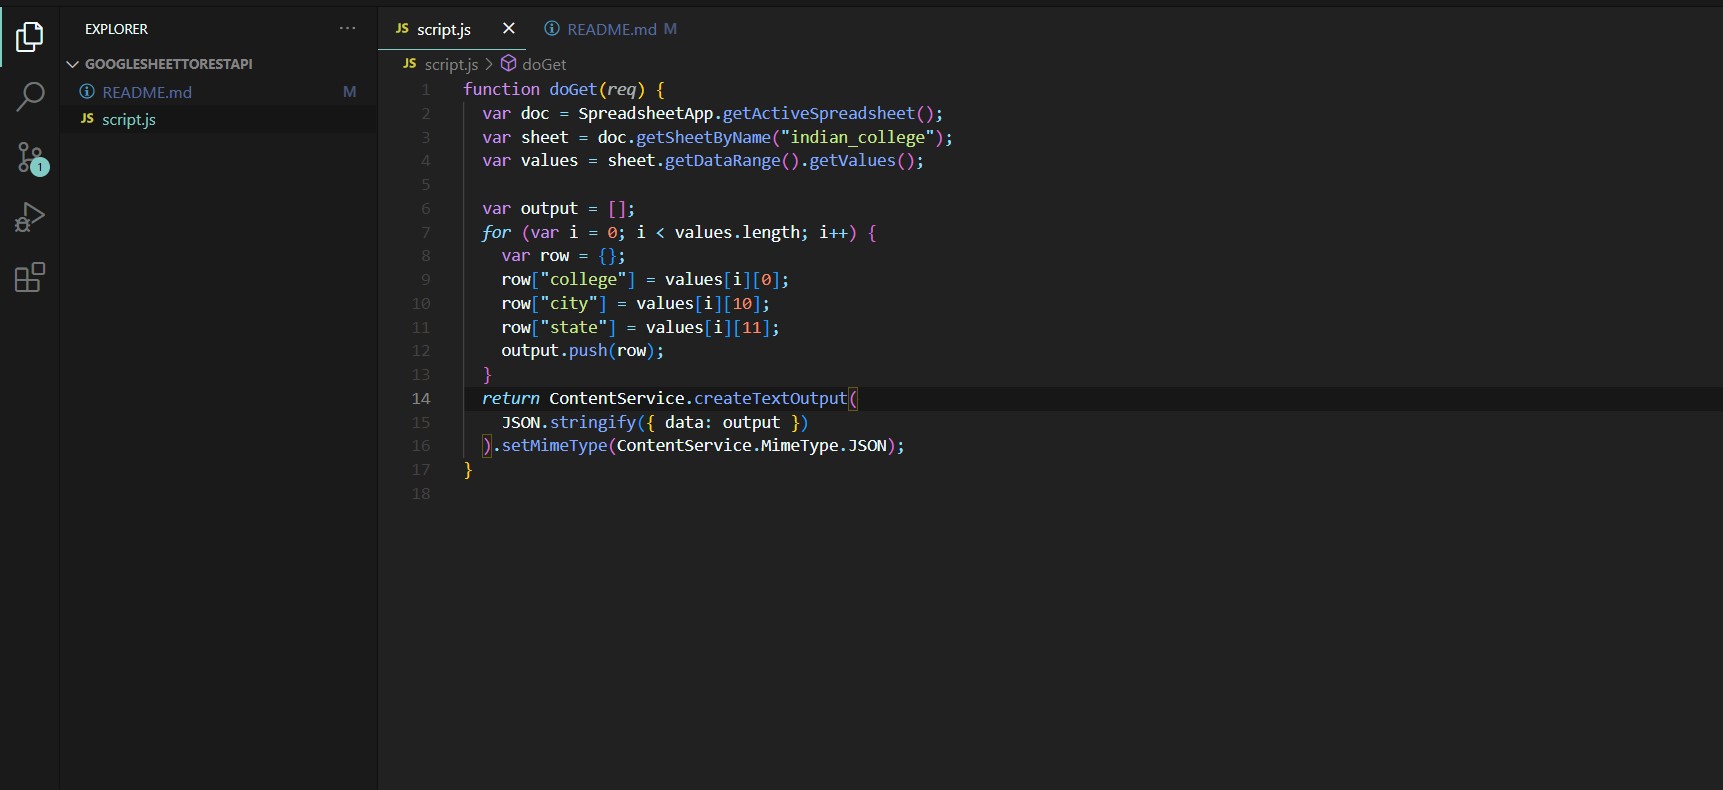 EXPLORER ...
JS script.js × README.md M
GOOGLESHEETTORESTAPI
JS script.js > doGet
README.md M
JS script.js
1
1 function doGet(req) {
2   var doc = SpreadsheetApp.getActiveSpreadsheet();
3   var sheet = doc.getSheetByName("indian_college");
4   var values = sheet.getDataRange().getValues();
5
6   var output = [];
7   for (var i = 0; i < values.length; i++) {
8     var row = {};
9     row["college"] = values[i][0];
10     row["city"] = values[i][10];
11     row["state"] = values[i][11];
12     output.push(row);
13   }
14   return ContentService.createTextOutput(
15     JSON.stringify({ data: output })
16   ).setMimeType(ContentService.MimeType.JSON);
17 }
18